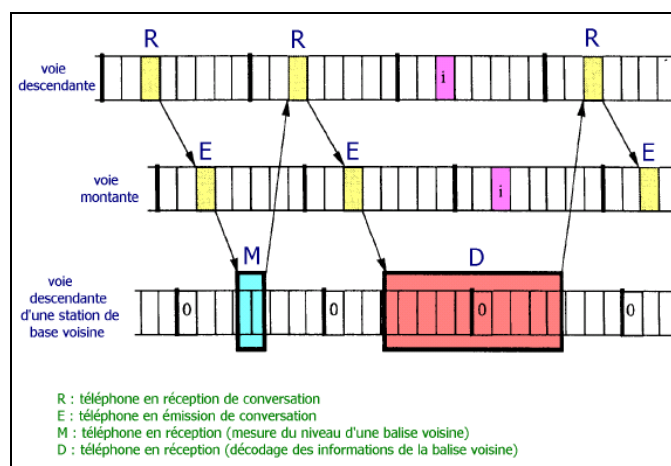 R R R
voie
descendante
i
E E E
voie
montante
i
M D
voie
descendante
d'une station de
base voisine
0 0 0 0
R : téléphone en réception de conversation
E : téléphone en émission de conversation
M : téléphone en réception (mesure du niveau d'une balise voisine)
D : téléphone en réception (décodage des informations de la balise voisine)